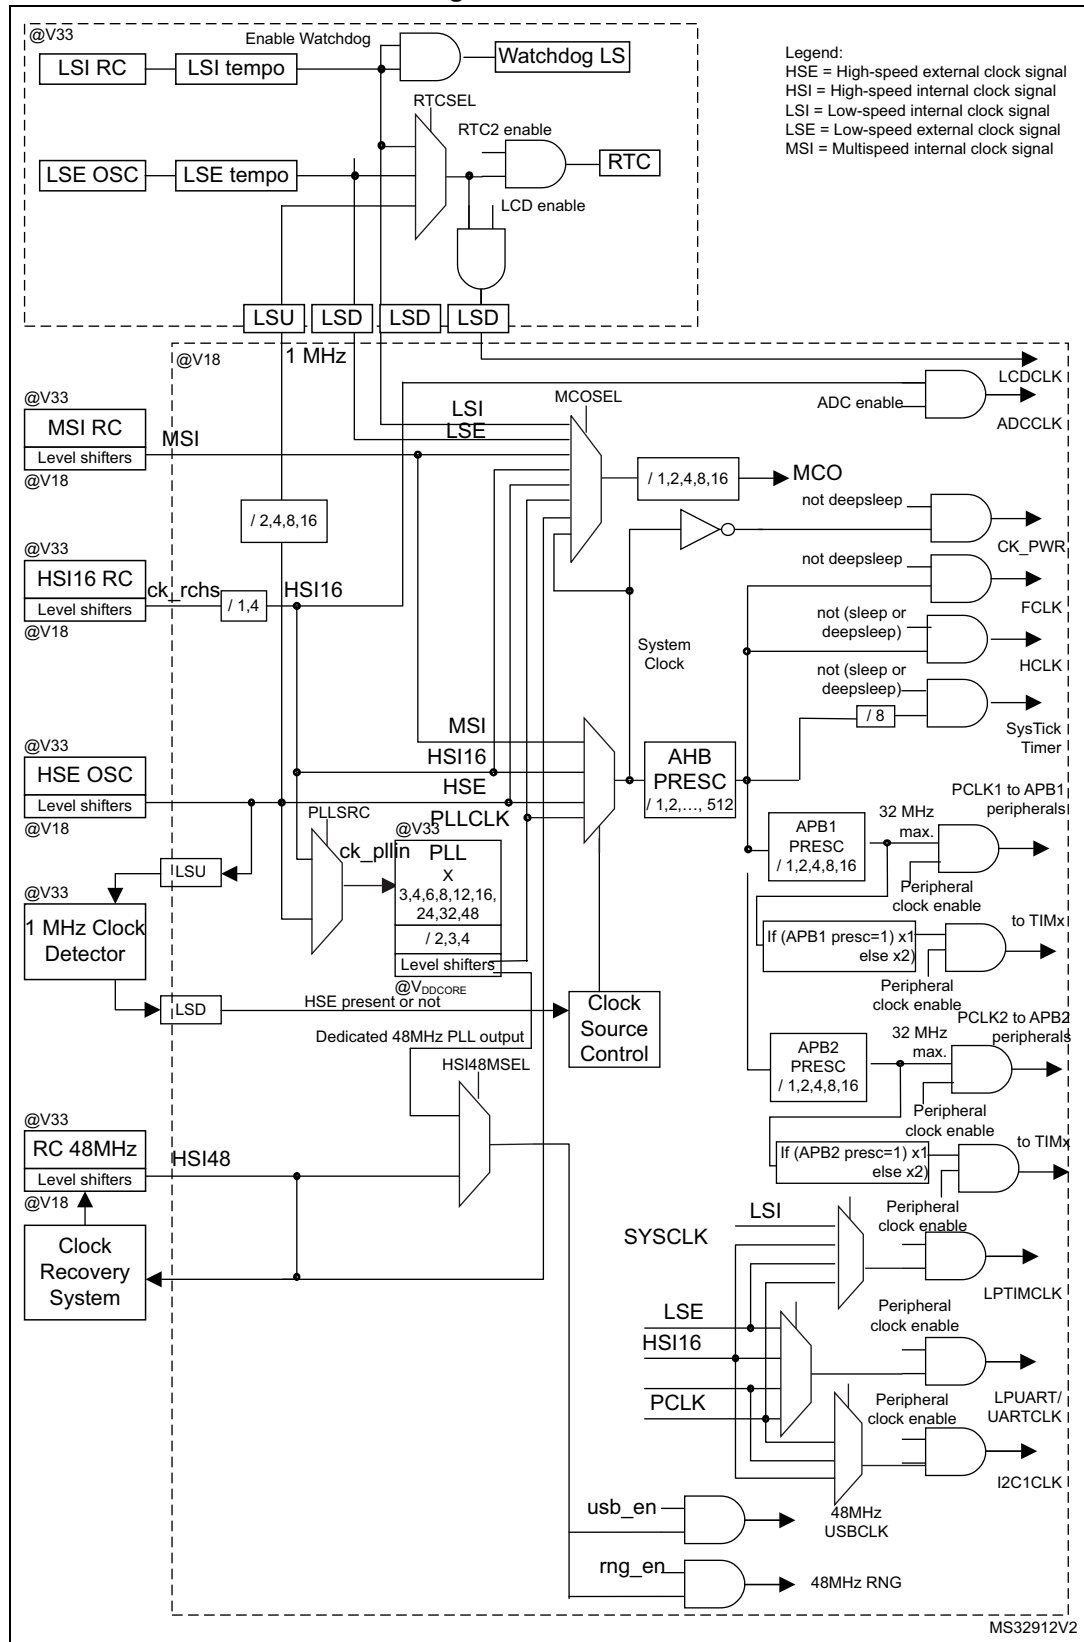 @V33
Enable Watchdog
LSI RC
LSI tempo
Watchdog LS
Legend:
HSE = High-speed external clock signal
HSI = High-speed internal clock signal
LSI = Low-speed internal clock signal
LSE = Low-speed external clock signal
MSI = Multispeed internal clock signal
RTCSEL
RTC2 enable
LSE OSC
LSE tempo
RTC
LCD enable
LSU
LSD
LSD
LSD
1 MHz
@V18
LCDCLK
@V33
MSI RC
Level shifters
@V18
MSI
LSI
LSE
MCOSEL
ADC enable
ADCCLK
/ 1,2,4,8,16
MCO
/ 2,4,8,16
not deepsleep
CK_PWR
@V33
HSI16 RC
Level shifters
@V18
ck_rchs
/ 1,4
HSI16
not deepsleep
FCLK
not (sleep or
deepsleep)
HCLK
System
Clock
not (sleep or
deepsleep)
/ 8
SysTick
Timer
@V33
HSE OSC
Level shifters
@V18
MSI
HSI16
HSE
PLLCLK
AHB
PRESC
/ 1,2,..., 512
PCLK1 to APB1
peripherals
32 MHz
max.
APB1
PRESC
/ 1,2,4,8,16
Peripheral
clock enable
PLLSRC
ck_pllin
@V33
PLL
X
3,4,6,8,12,16,
24,32,48
/ 2,3,4
Level shifters
@VDDCORE
LSU
@V33
1 MHz Clock
Detector
If (APB1 presc=1) x1
else x2)
to TIMx
Peripheral
clock enable
LSD
HSE present or not
Clock
Source
Control
Dedicated 48MHz PLL output
PCLK2 to APB2
peripherals
32 MHz
max.
APB2
PRESC
/ 1,2,4,8,16
Peripheral
clock enable
HSI48MSEL
@V33
RC 48MHz
Level shifters
@V18
HSI48
If (APB2 presc=1) x1
else x2)
to TIMx
Peripheral
clock enable
Clock
Recovery
System
LSI
SYSCLK
LPTIMCLK
LSE
HSI16
PCLK
Peripheral
clock enable
LPUART/
UARTCLK
Peripheral
clock enable
I2C1CLK
usb_en
48MHz
USBCLK
rng_en
48MHz RNG
MS32912V2